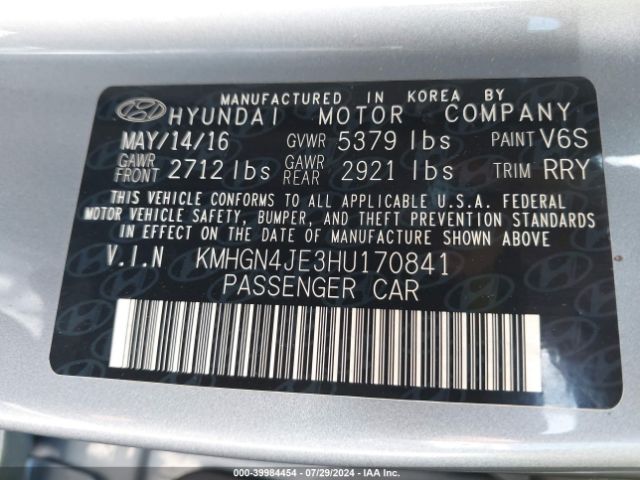 MANUFACTURED IN KOREA BY
HYUNDAI MOTOR COMPANY
MAY/14/16 GVWR 5379 lbs PAINT V6S
GAWR FRONT 2712 lbs GAWR REAR 2921 lbs TRIM RRY
THIS VEHICLE CONFORMS TO ALL APPLICABLE U.S.A. FEDERAL
MOTOR VEHICLE SAFETY, BUMPER, AND THEFT PREVENTION STANDARDS
IN EFFECT ON THE DATE OF MANUFACTURE SHOWN ABOVE
V.I.N KMHGN4JE3HU170841
PASSENGER CAR
000-39984454 07/29/2024 - IAA, Inc.